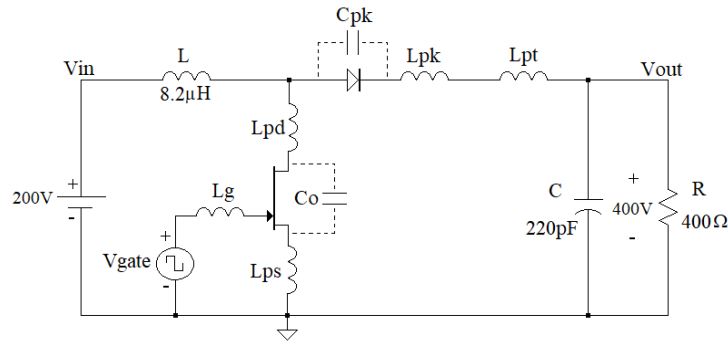 Cpk
Vin
L
Lpk
Lpt
Vout
8.2µH
Lpd
+
200V
-
Lg
Co
C
220pF
+
400V
-
R
400Ω
+
Vgate
-
Lps